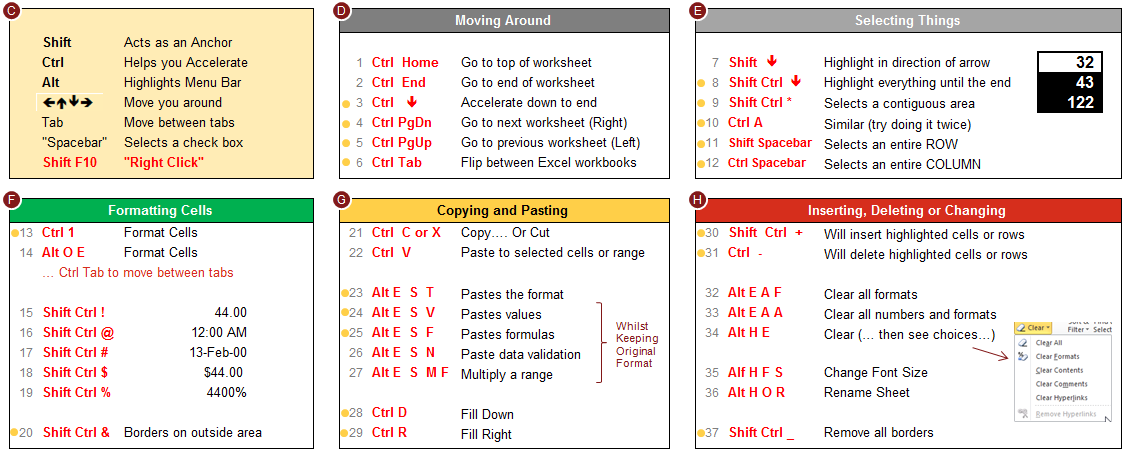 C
Shift Acts as an Anchor
Ctrl Helps you Accelerate
Alt Highlights Menu Bar
🡰🡱🡳🡲 Move you around
Tab Move between tabs
"Spacebar" Selects a check box
Shift F10 "Right Click"
D
Moving Around
1 Ctrl Home Go to top of worksheet
2 Ctrl End Go to end of worksheet
3 Ctrl 🡳 Accelerate down to end
4 Ctrl PgDn Go to next worksheet (Right)
5 Ctrl PgUp Go to previous worksheet (Left)
6 Ctrl Tab Flip between Excel workbooks
E
Selecting Things
7 Shift 🡳 Highlight in direction of arrow
8 Shift Ctrl 🡳 Highlight everything until the end
9 Shift Ctrl * Selects a contiguous area
10 Ctrl A Similar (try doing it twice)
11 Shift Spacebar Selects an entire ROW
12 Ctrl Spacebar Selects an entire COLUMN
32
43
122
F
Formatting Cells
13 Ctrl 1 Format Cells
14 Alt O E Format Cells
... Ctrl Tab to move between tabs
15 Shift Ctrl ! 44.00
16 Shift Ctrl @ 12:00 AM
17 Shift Ctrl # 13-Feb-00
18 Shift Ctrl $ $44.00
19 Shift Ctrl % 4400%
20 Shift Ctrl & Borders on outside area
G
Copying and Pasting
21 Ctrl C or X Copy.... Or Cut
22 Ctrl V Paste to selected cells or range
23 Alt E S T Pastes the format
24 Alt E S V Pastes values
25 Alt E S F Pastes formulas
26 Alt E S N Paste data validation
27 Alt E S M F Multiply a range
Whilst
Keeping
Original
Format
28 Ctrl D Fill Down
29 Ctrl R Fill Right
H
Inserting, Deleting or Changing
30 Shift Ctrl + Will insert highlighted cells or rows
31 Ctrl - Will delete highlighted cells or rows
32 Alt E A F Clear all formats
33 Alt E A A Clear all numbers and formats
34 Alt H E Clear (... then see choices...)
35 Alf H F S Change Font Size
36 Alt H O R Rename Sheet
37 Shift Ctrl _ Remove all borders
Clear
Filter Select
Clear All
Clear Formats
Clear Contents
Clear Comments
Clear Hyperlinks
Remove Hyperlinks